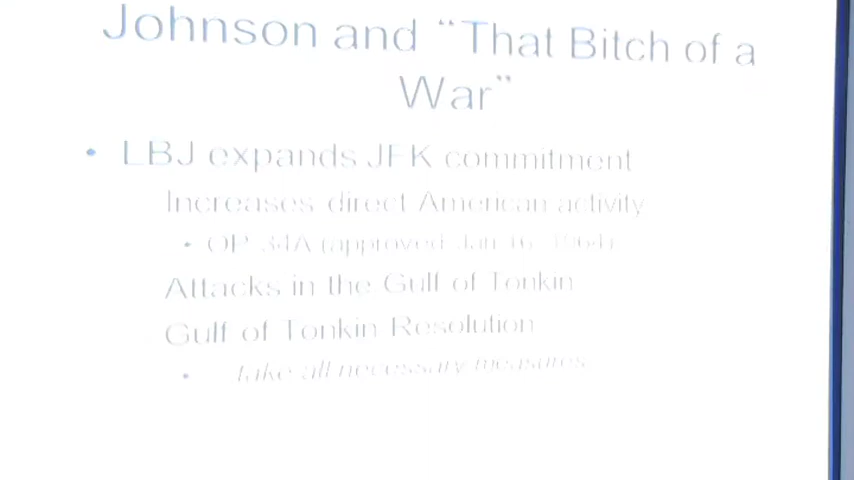 Johnson and “That Bitch of a
War”
• LBJ expands JFK commitment
Increases direct American activity
• OP 34A (approved Jan 16, 1964)
Attacks in the Gulf of Tonkin
Gulf of Tonkin Resolution
• take all necessary measures